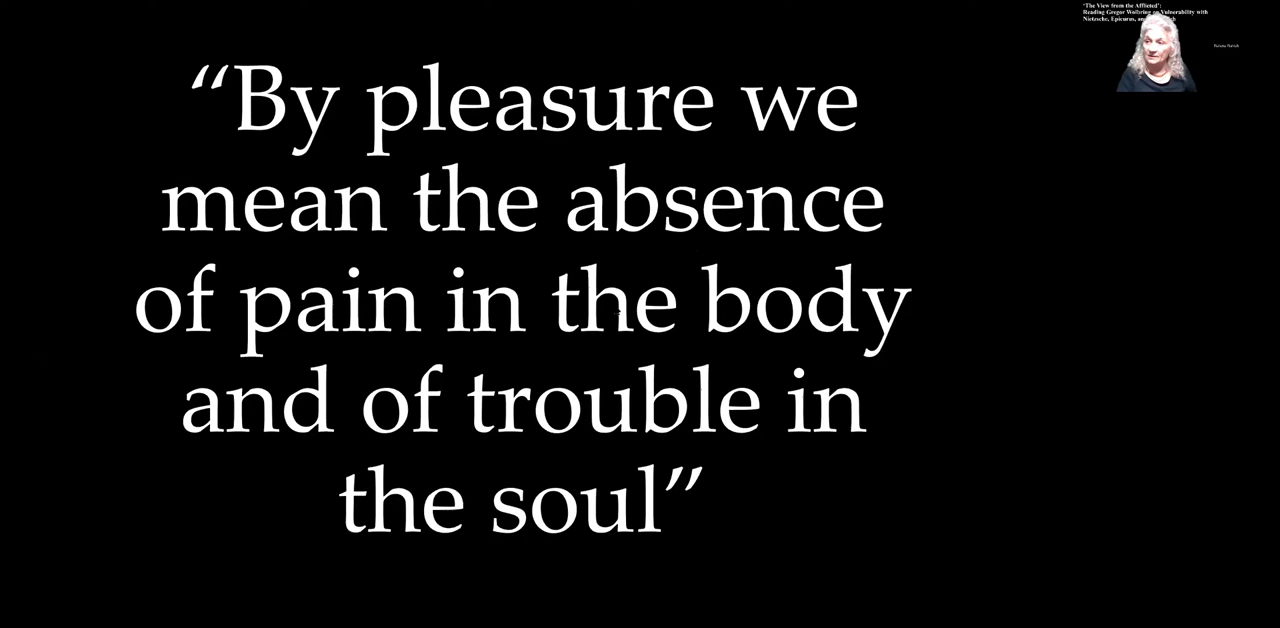 “By pleasure we
mean the absence
of pain in the body
and of trouble in
the soul”
‘The View from the Afflicted’:
Reading Gregor Wolbring on Vulnerability with
Nietzsche, Epicurus, an